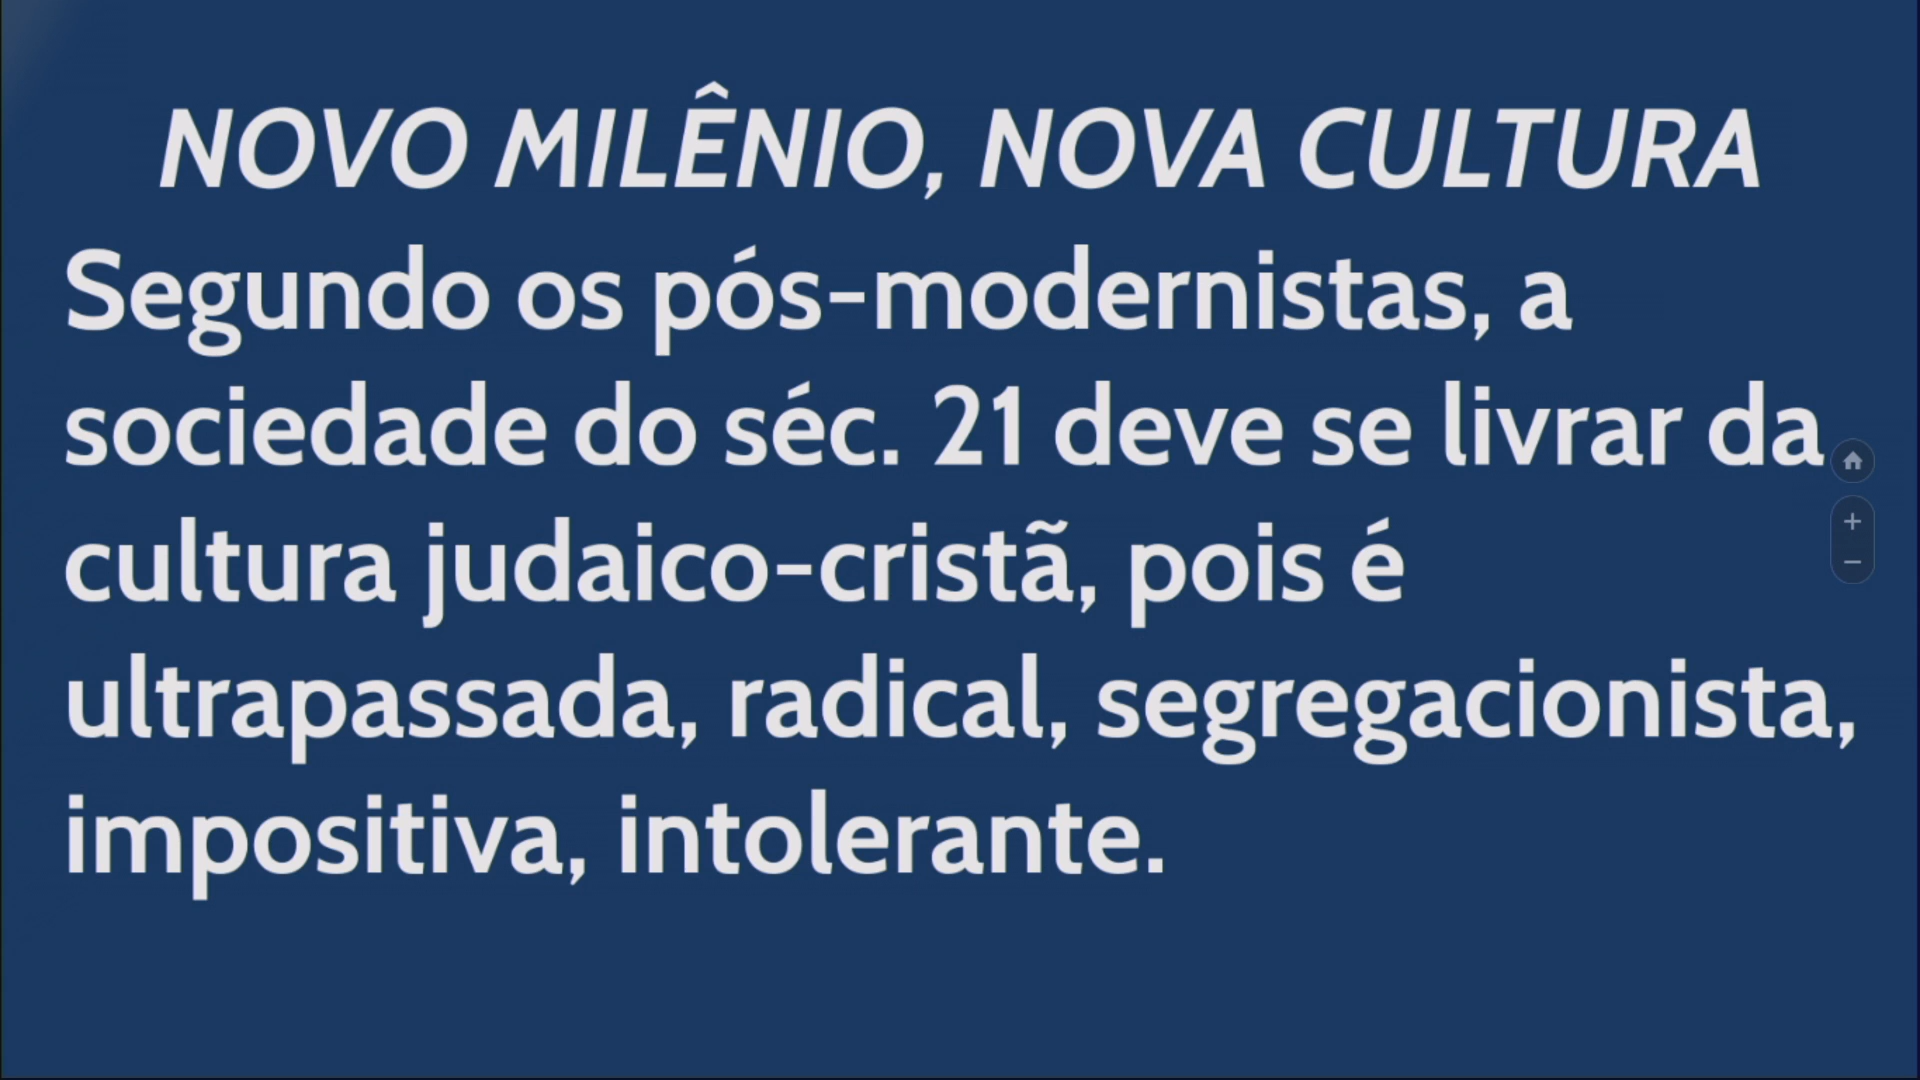 NOVO MILÊNIO, NOVA CULTURA
Segundo os pós-modernistas, a
sociedade do séc. 21 deve se livrar da
cultura judaico-cristã, pois é
ultrapassada, radical, segregacionista,
impositiva, intolerante.